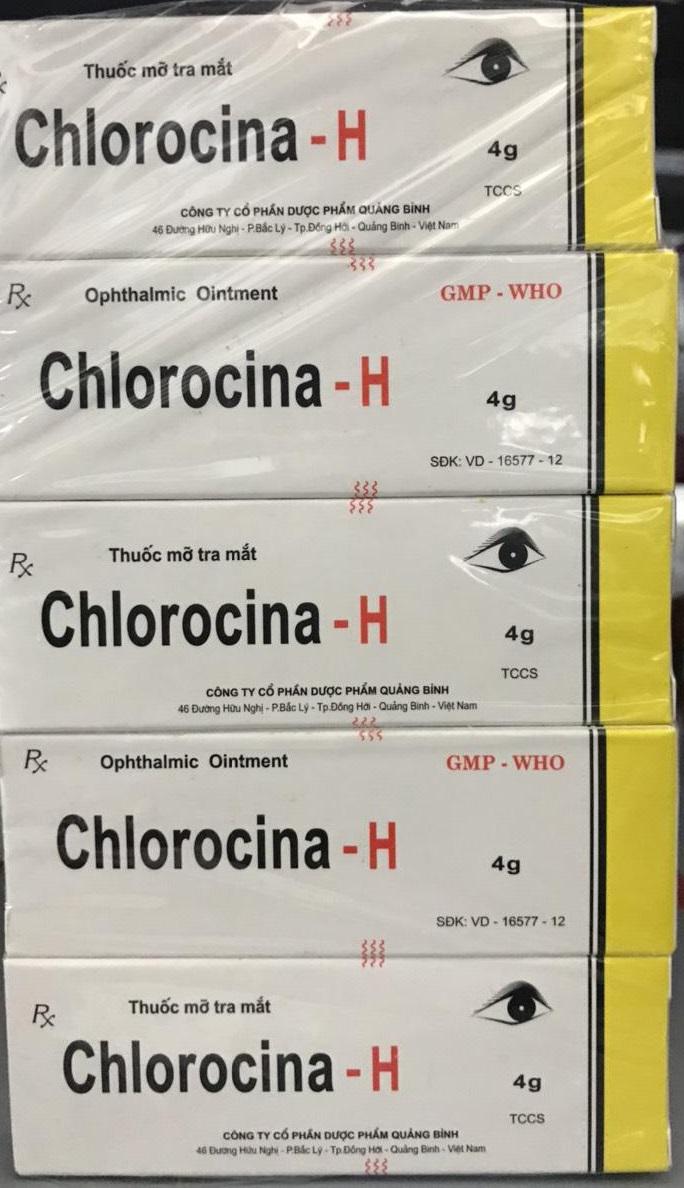 Thuốc mỡ tra mắt
Chlorocina - H
4g
TCCS
CÔNG TY CỔ PHẦN DƯỢC PHẨM QUẢNG BÌNH
46 Đường Hữu Nghị - P.Bắc Lý - Tp.Đồng Hới - Quảng Bình - Việt Nam
Rx Ophthalmic Ointment GMP - WHO
Chlorocina - H
4g
SĐK: VD - 16577 - 12
Rx Thuốc mỡ tra mắt
Chlorocina - H
4g
TCCS
CÔNG TY CỔ PHẦN DƯỢC PHẨM QUẢNG BÌNH
46 Đường Hữu Nghị - P.Bắc Lý - Tp.Đồng Hới - Quảng Bình - Việt Nam
Rx Ophthalmic Ointment GMP - WHO
Chlorocina - H
4g
SĐK: VD - 16577 - 12
Rx Thuốc mỡ tra mắt
Chlorocina - H
4g
TCCS
CÔNG TY CỔ PHẦN DƯỢC PHẨM QUẢNG BÌNH
46 Đường Hữu Nghị - P.Bắc Lý - Tp.Đồng Hới - Quảng Bình - Việt Nam